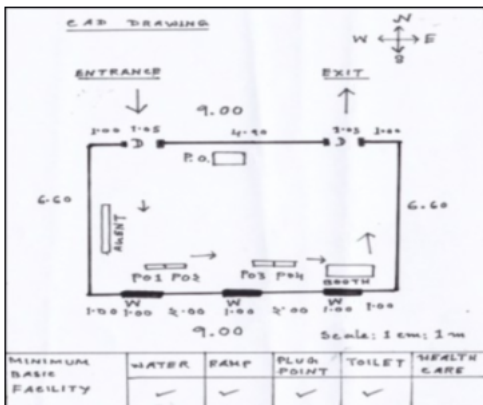 CAD DRAWING
N
W E
S
ENTRANCE EXIT
9.00
1.00 1.05 4.90 1.05 1.00
D D
P.O.
6.60 6.60
AGENT
PO1 PO2 PO3 PO4 BOOTH
W W W
1.00 1.00 2.00 1.00 2.00 1.00 1.00
9.00
Scale: 1 cm: 1 m
MINIMUM BASIC FACILITY
WATER RAMP PLUG POINT TOILET HEALTH CARE